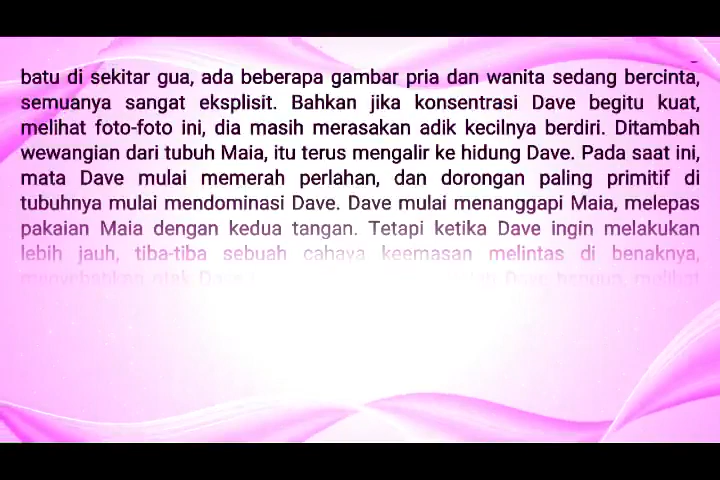 batu di sekitar gua, ada beberapa gambar pria dan wanita sedang bercinta,
semuanya sangat eksplisit. Bahkan jika konsentrasi Dave begitu kuat,
melihat foto-foto ini, dia masih merasakan adik kecilnya berdiri. Ditambah
wewangian dari tubuh Maia, itu terus mengalir ke hidung Dave. Pada saat ini,
mata Dave mulai memerah perlahan, dan dorongan paling primitif di
tubuhnya mulai mendominasi Dave. Dave mulai menanggapi Maia, melepas
pakaian Maia dengan kedua tangan. Tetapi ketika Dave ingin melakukan
lebih jauh, tiba-tiba sebuah cahaya keemasan melintas di benaknya,
menyebabkan otak Dave